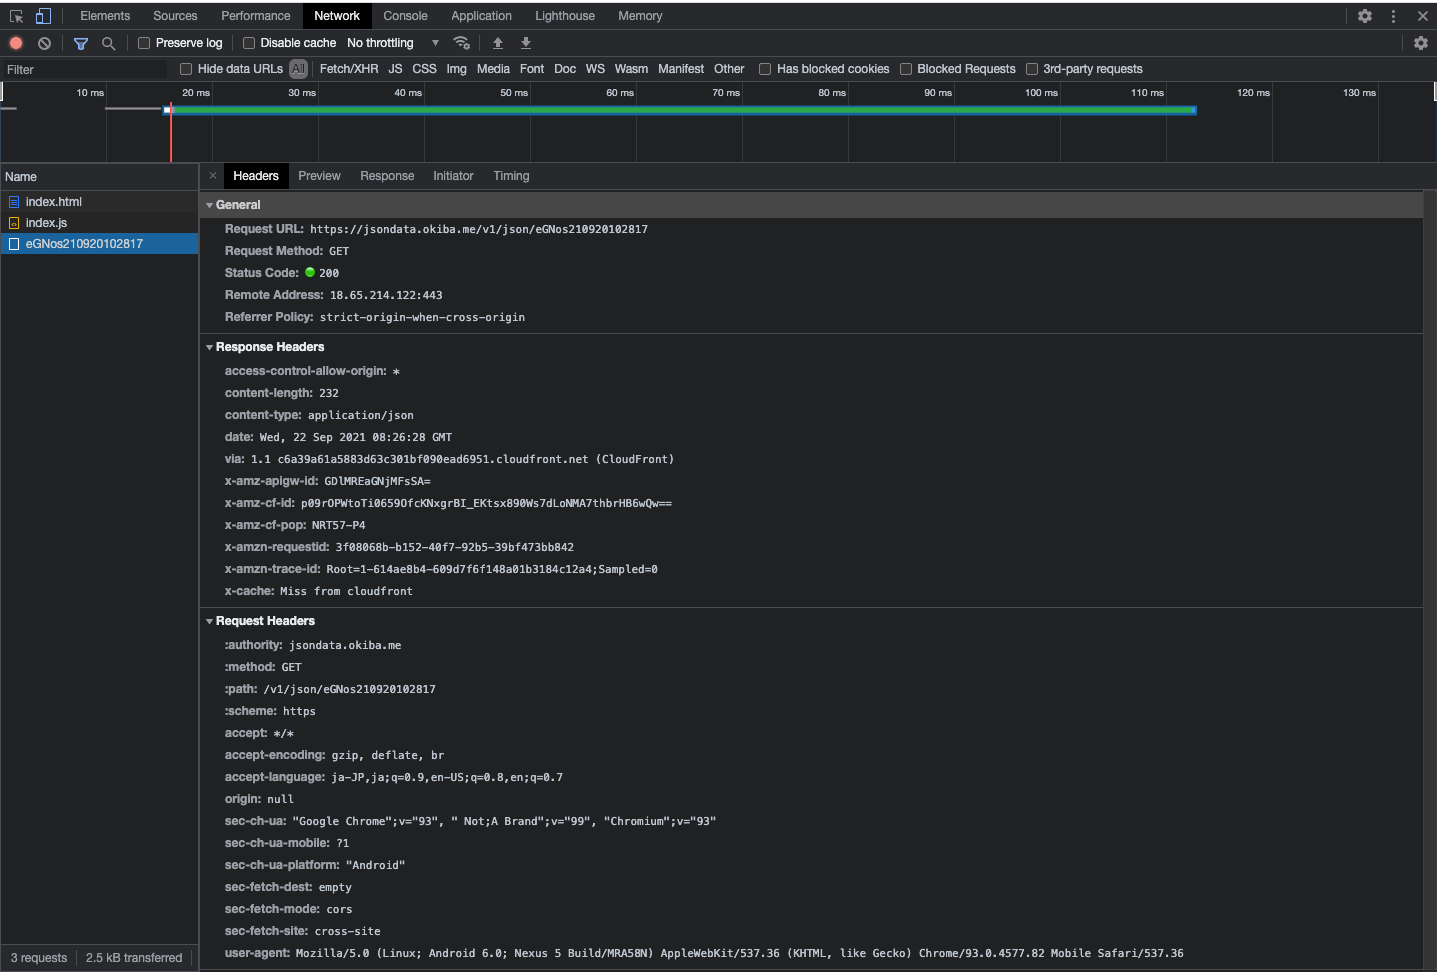 Elements Sources Performance Network Console Application Lighthouse Memory
Preserve log Disable cache No throttling
Filter Hide data URLs All Fetch/XHR JS CSS Img Media Font Doc WS Wasm Manifest Other Has blocked cookies Blocked Requests 3rd-party requests
10 ms 20 ms 30 ms 40 ms 50 ms 60 ms 70 ms 80 ms 90 ms 100 ms 110 ms 120 ms 130 ms
Name
index.html
index.js
eGNos210920102817
× Headers Preview Response Initiator Timing
General
Request URL: https://jsondata.okiba.me/v1/json/eGNos210920102817
Request Method: GET
Status Code: 200
Remote Address: 18.65.214.122:443
Referrer Policy: strict-origin-when-cross-origin
Response Headers
access-control-allow-origin: *
content-length: 232
content-type: application/json
date: Wed, 22 Sep 2021 08:26:28 GMT
via: 1.1 c6a39a61a5883d63c301bf090ead6951.cloudfront.net (CloudFront)
x-amz-apigw-id: GDlMREaGNjMFsSA=
x-amz-cf-id: p09rOPWtoTi0659OfcKNxgrBI_EKtsx890Ws7dLoNMA7thbrHB6wQw==
x-amz-cf-pop: NRT57-P4
x-amzn-requestid: 3f08068b-b152-40f7-92b5-39bf473bb842
x-amzn-trace-id: Root=1-614ae8b4-609d7f6f148a01b3184c12a4;Sampled=0
x-cache: Miss from cloudfront
Request Headers
:authority: jsondata.okiba.me
:method: GET
:path: /v1/json/eGNos210920102817
:scheme: https
accept: */*
accept-encoding: gzip, deflate, br
accept-language: ja-JP,ja;q=0.9,en-US;q=0.8,en;q=0.7
origin: null
sec-ch-ua: "Google Chrome";v="93", " Not;A Brand";v="99", "Chromium";v="93"
sec-ch-ua-mobile: ?1
sec-ch-ua-platform: "Android"
sec-fetch-dest: empty
sec-fetch-mode: cors
sec-fetch-site: cross-site
user-agent: Mozilla/5.0 (Linux; Android 6.0; Nexus 5 Build/MRA58N) AppleWebKit/537.36 (KHTML, like Gecko) Chrome/93.0.4577.82 Mobile Safari/537.36
3 requests 2.5 kB transferred